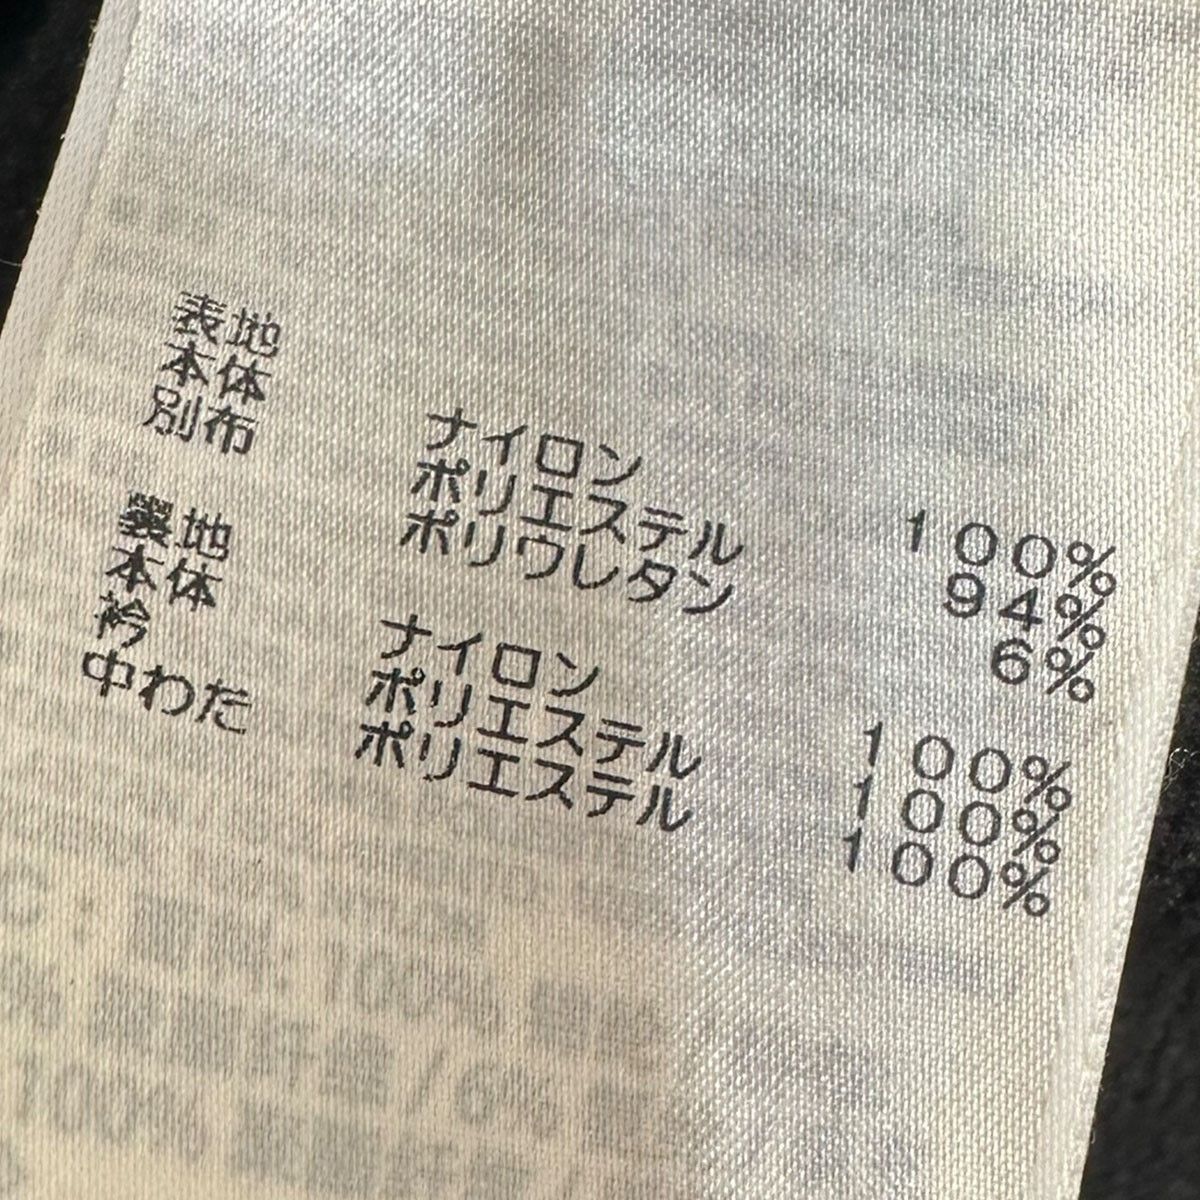 表地
本体 ナイロン 100%
別布 ポリエステル 94%
ポリウレタン 6%
裏地
本体 ナイロン 100%
衿 ポリエステル 100%
中わた ポリエステル 100%